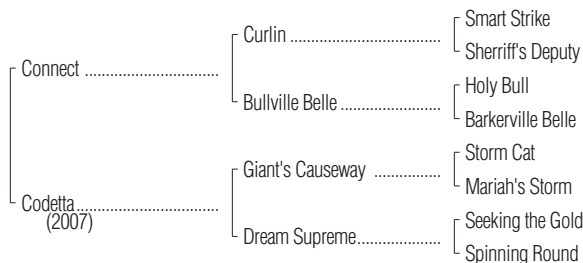 Smart Strike
Curlin ..............................................
Sherriff's Deputy
Connect .........................................
Holy Bull
Bullville Belle ................................
Barkerville Belle
Storm Cat
Giant's Causeway ....................
Mariah's Storm
Codetta............................................
(2007)
Seeking the Gold
Dream Supreme...........................
Spinning Round